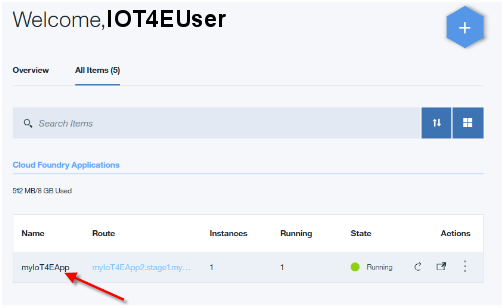 Welcome,IOT4EUser
+
Overview All Items (5)
Search Items
Cloud Foundry Applications
512 MB/8 GB Used
Name Route Instances Running State Actions
myIoT4EApp myIoT4EApp2.stage1.my.... 1 1 Running